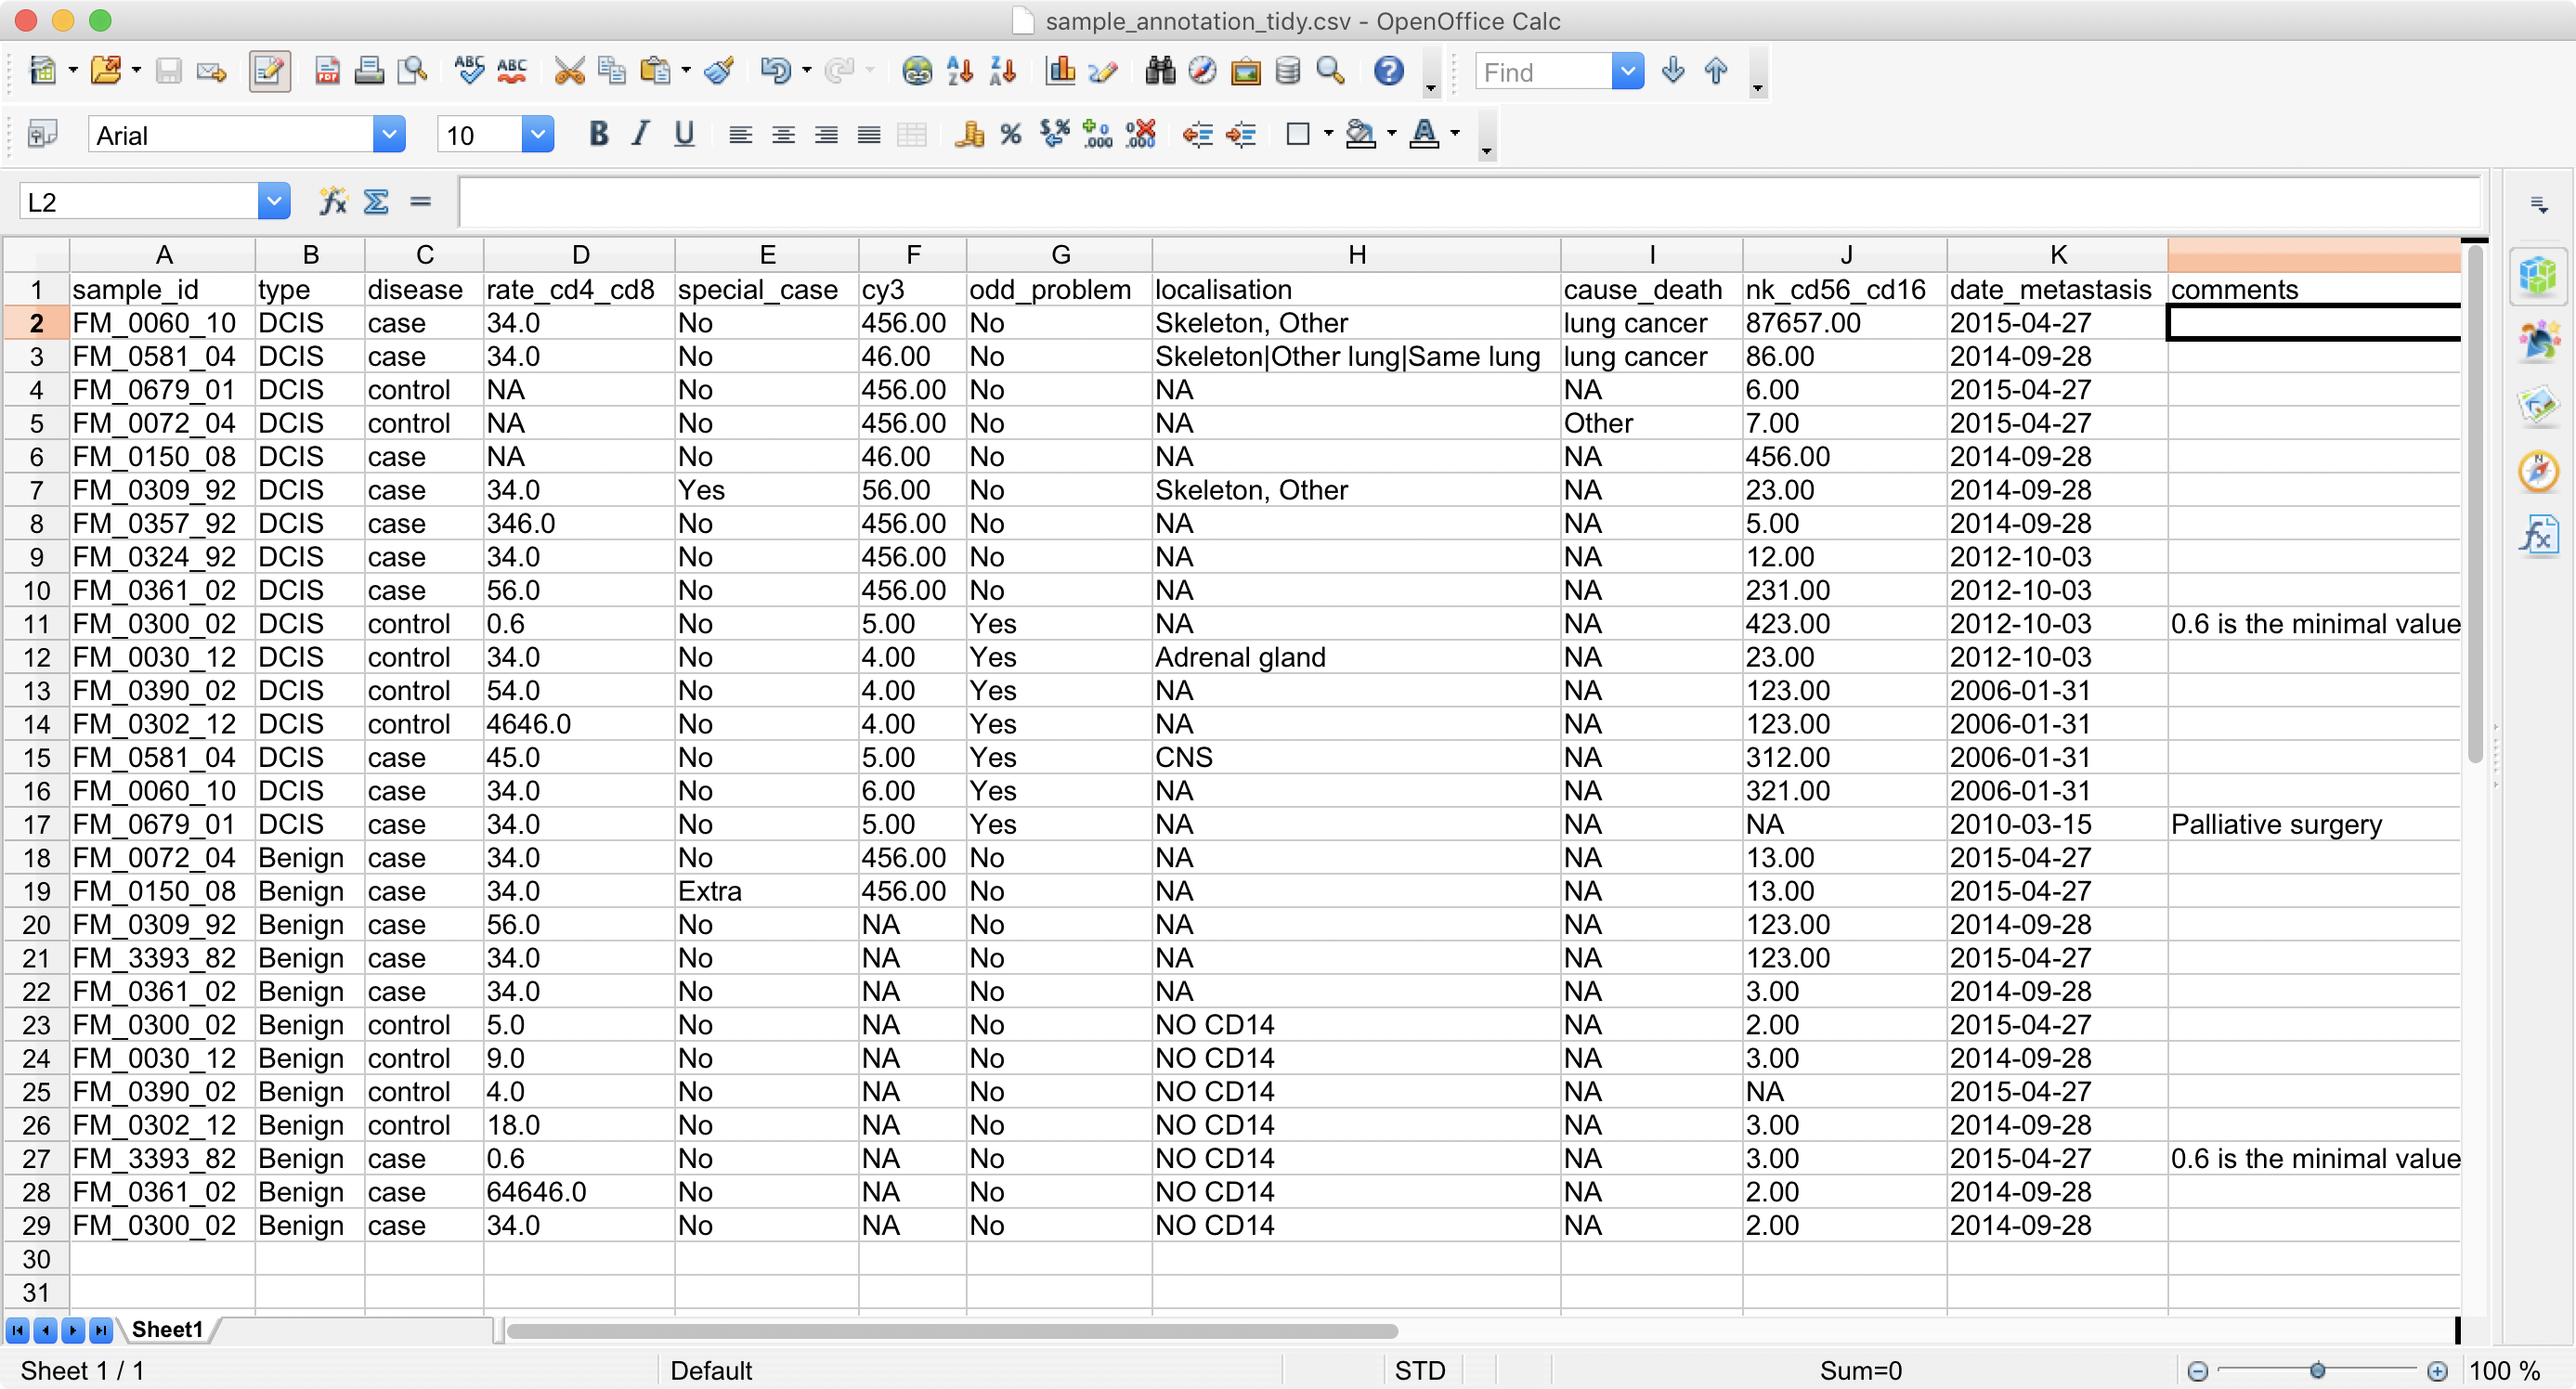 sample_annotation_tidy.csv - OpenOffice Calc
Find
Arial 10
L2
A B C D E F G H I J K
1 sample_id type disease rate_cd4_cd8 special_case cy3 odd_problem localisation cause_death nk_cd56_cd16 date_metastasis comments
2 FM_0060_10 DCIS case 34.0 No 456.00 No Skeleton, Other lung cancer 87657.00 2015-04-27
3 FM_0581_04 DCIS case 34.0 No 46.00 No Skeleton|Other lung|Same lung lung cancer 86.00 2014-09-28
4 FM_0679_01 DCIS control NA No 456.00 No NA NA 6.00 2015-04-27
5 FM_0072_04 DCIS control NA No 456.00 No NA Other 7.00 2015-04-27
6 FM_0150_08 DCIS case NA No 46.00 No NA NA 456.00 2014-09-28
7 FM_0309_92 DCIS case 34.0 Yes 56.00 No Skeleton, Other NA 23.00 2014-09-28
8 FM_0357_92 DCIS case 346.0 No 456.00 No NA NA 5.00 2014-09-28
9 FM_0324_92 DCIS case 34.0 No 456.00 No NA NA 12.00 2012-10-03
10 FM_0361_02 DCIS case 56.0 No 456.00 No NA NA 231.00 2012-10-03
11 FM_0300_02 DCIS control 0.6 No 5.00 Yes NA NA 423.00 2012-10-03 0.6 is the minimal value
12 FM_0030_12 DCIS control 34.0 No 4.00 Yes Adrenal gland NA 23.00 2012-10-03
13 FM_0390_02 DCIS control 54.0 No 4.00 Yes NA NA 123.00 2006-01-31
14 FM_0302_12 DCIS control 4646.0 No 4.00 Yes NA NA 123.00 2006-01-31
15 FM_0581_04 DCIS case 45.0 No 5.00 Yes CNS NA 312.00 2006-01-31
16 FM_0060_10 DCIS case 34.0 No 6.00 Yes NA NA 321.00 2006-01-31
17 FM_0679_01 DCIS case 34.0 No 5.00 Yes NA NA NA 2010-03-15 Palliative surgery
18 FM_0072_04 Benign case 34.0 No 456.00 No NA NA 13.00 2015-04-27
19 FM_0150_08 Benign case 34.0 Extra 456.00 No NA NA 13.00 2015-04-27
20 FM_0309_92 Benign case 56.0 No NA No NA NA 123.00 2014-09-28
21 FM_3393_82 Benign case 34.0 No NA No NA NA 123.00 2015-04-27
22 FM_0361_02 Benign case 34.0 No NA No NA NA 3.00 2014-09-28
23 FM_0300_02 Benign control 5.0 No NA No NO CD14 NA 2.00 2015-04-27
24 FM_0030_12 Benign control 9.0 No NA No NO CD14 NA 3.00 2014-09-28
25 FM_0390_02 Benign control 4.0 No NA No NO CD14 NA NA 2015-04-27
26 FM_0302_12 Benign control 18.0 No NA No NO CD14 NA 3.00 2014-09-28
27 FM_3393_82 Benign case 0.6 No NA No NO CD14 NA 3.00 2015-04-27 0.6 is the minimal value
28 FM_0361_02 Benign case 64646.0 No NA No NO CD14 NA 2.00 2014-09-28
29 FM_0300_02 Benign case 34.0 No NA No NO CD14 NA 2.00 2014-09-28
30
31
Sheet1
Sheet 1 / 1 Default STD Sum=0 100 %